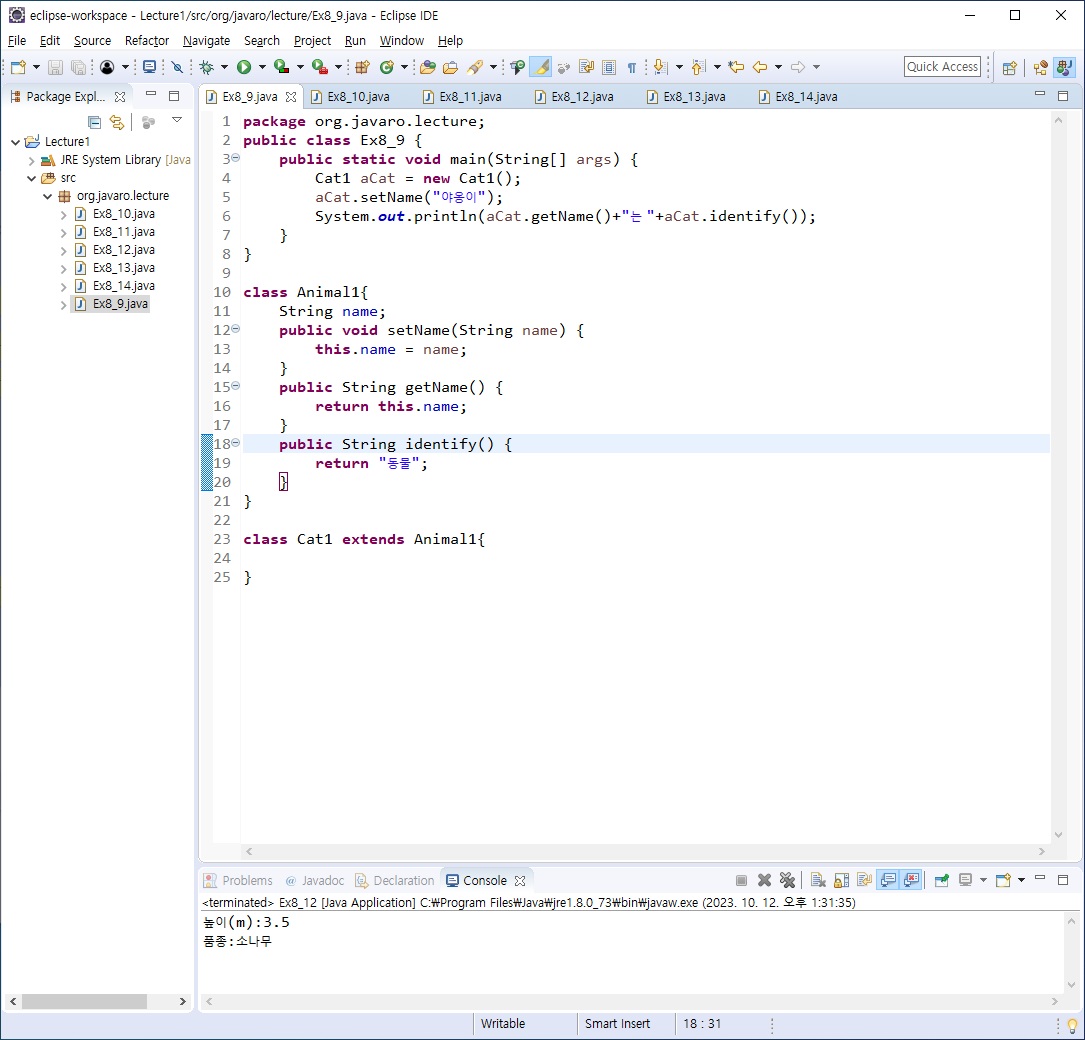 eclipse-workspace - Lecture1/src/org/javaro/lecture/Ex8_9.java - Eclipse IDE
File Edit Source Refactor Navigate Search Project Run Window Help
Quick Access
Package Expl...
Lecture1
JRE System Library [Java
src
org.javaro.lecture
Ex8_10.java
Ex8_11.java
Ex8_12.java
Ex8_13.java
Ex8_14.java
Ex8_9.java
Ex8_9.java Ex8_10.java Ex8_11.java Ex8_12.java Ex8_13.java Ex8_14.java
1 package org.javaro.lecture;
2 public class Ex8_9 {
3 public static void main(String[] args) {
4 Cat1 aCat = new Cat1();
5 aCat.setName("야옹이");
6 System.out.println(aCat.getName()+"는 "+aCat.identify());
7 }
8 }
9
10 class Animal1{
11 String name;
12 public void setName(String name) {
13 this.name = name;
14 }
15 public String getName() {
16 return this.name;
17 }
18 public String identify() {
19 return "동물";
20 }
21 }
22
23 class Cat1 extends Animal1{
24
25 }
Problems @ Javadoc Declaration Console
<terminated> Ex8_12 [Java Application] C:₩Program Files₩Java₩jre1.8.0_73₩bin₩javaw.exe (2023. 10. 12. 오후 1:31:35)
높이(m):3.5
품종:소나무
Writable Smart Insert 18 : 31